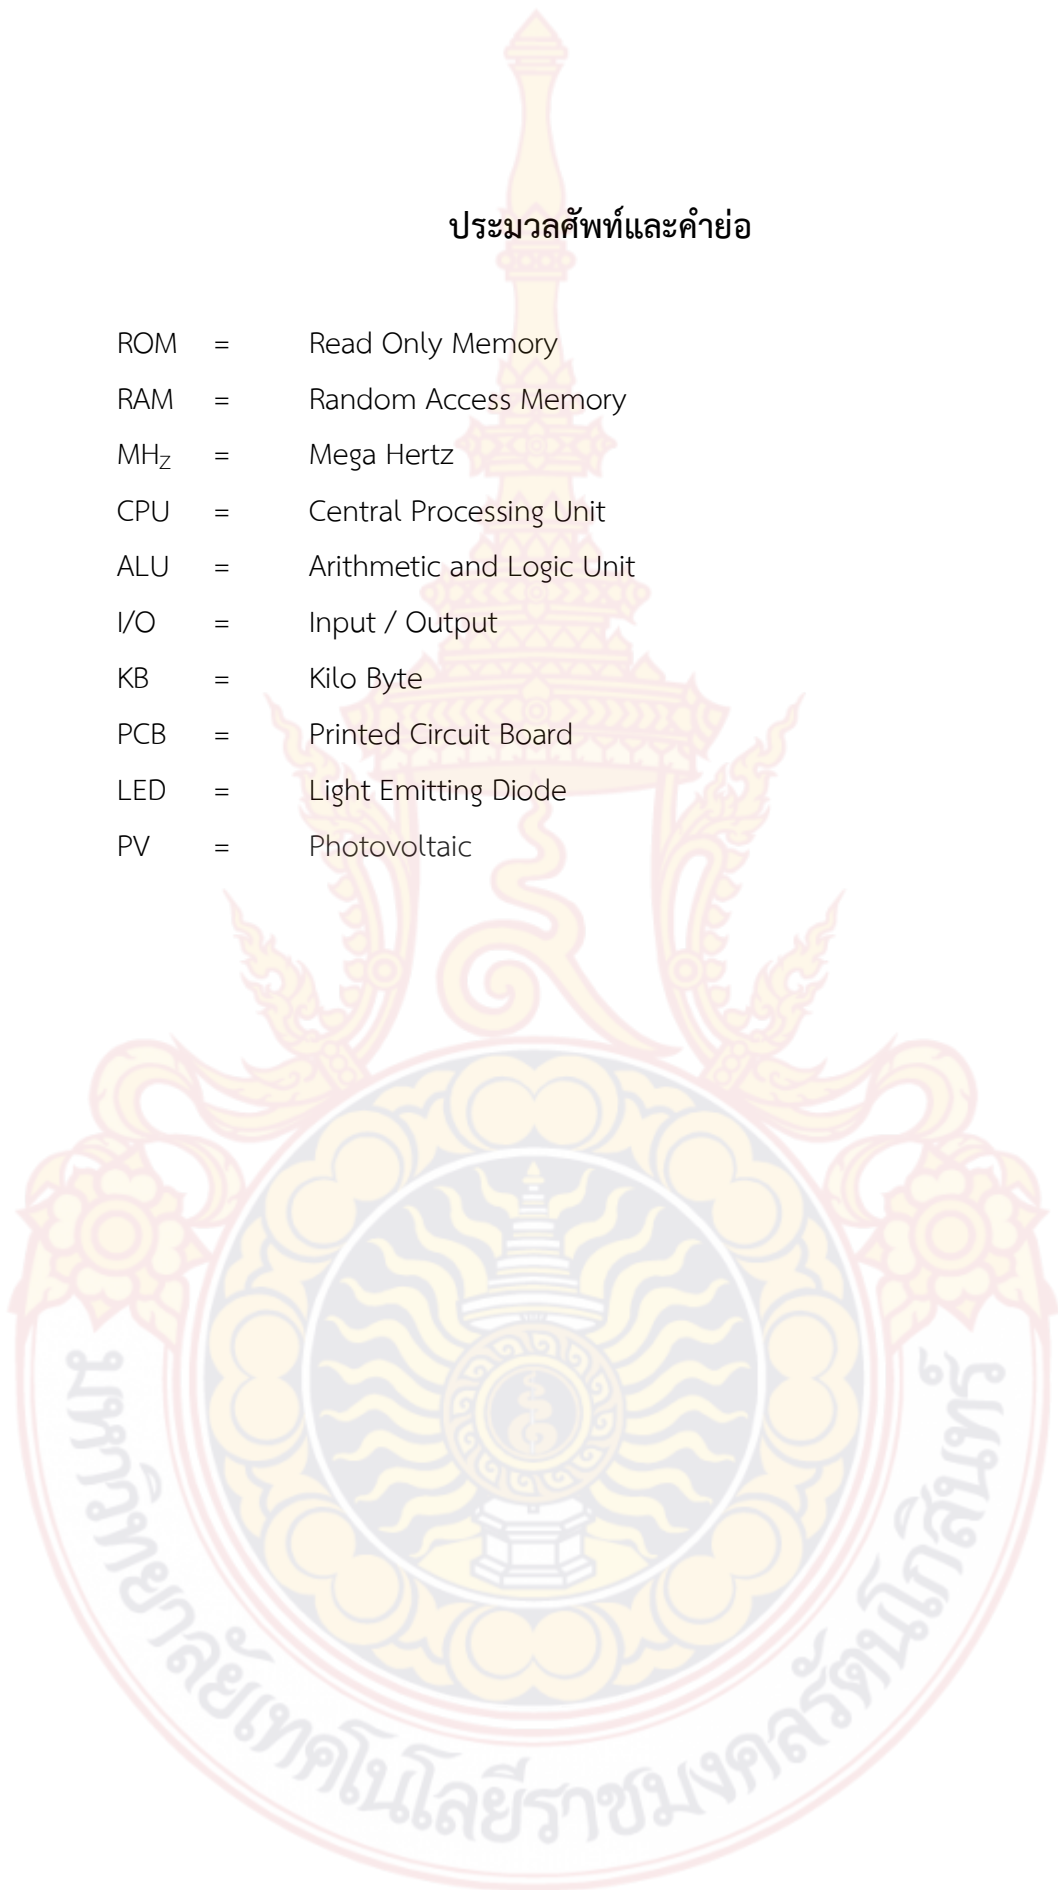 ประมวลศัพท์และคำย่อ
ROM = Read Only Memory
RAM = Random Access Memory
MHZ = Mega Hertz
CPU = Central Processing Unit
ALU = Arithmetic and Logic Unit
I/O = Input / Output
KB = Kilo Byte
PCB = Printed Circuit Board
LED = Light Emitting Diode
PV = Photovoltaic
มหาวิทยาลัยเทคโนโลยีราชมงคลรัตนโกสินทร์